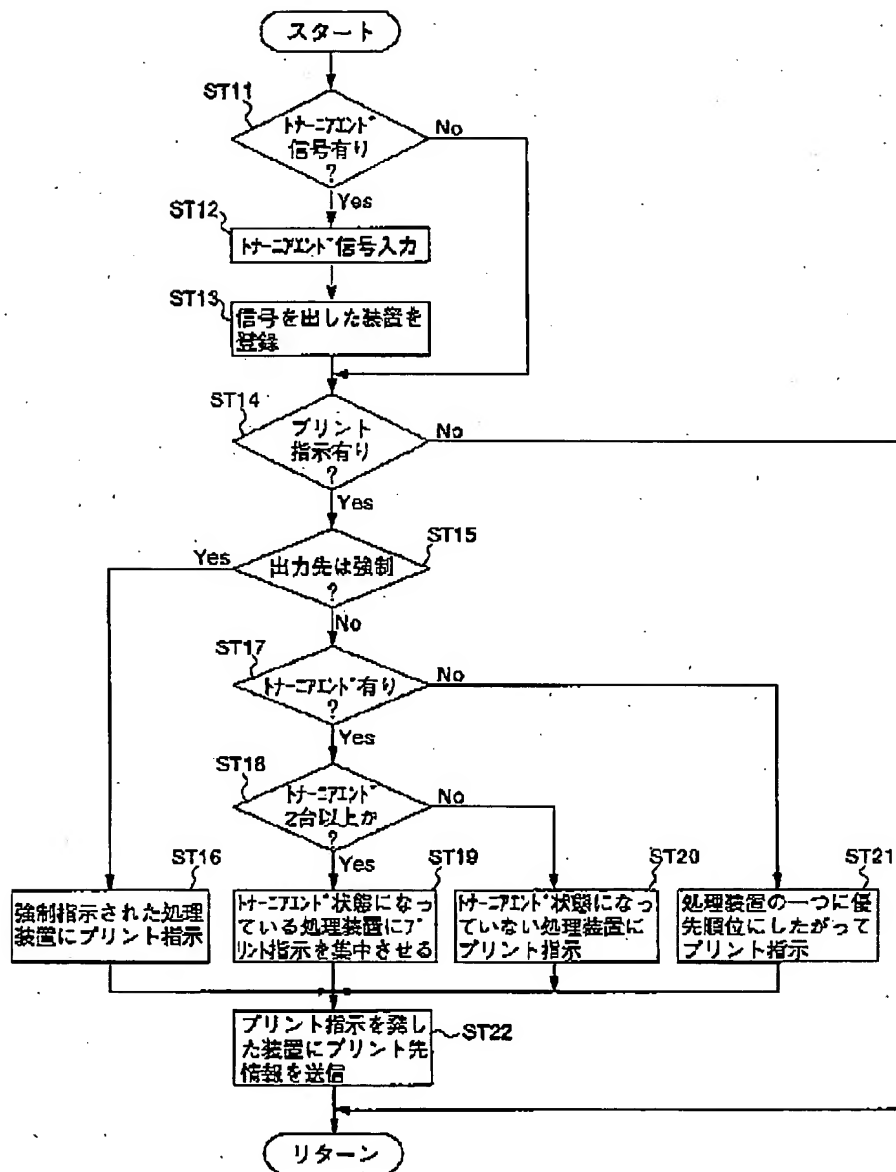 スタート
ST11
トナーニアエンド
信号有り
?
No
Yes
ST12
トナーニアエンド信号入力
ST13
信号を出した装置を
登録
ST14
プリント
指示有り
?
No
Yes
ST15
出力先は強制
?
Yes
No
ST17
トナーニアエンド有り
?
No
Yes
ST18
トナーニアエンド
2台以上か
?
No
Yes
ST16
強制指示された処理
装置にプリント指示
ST19
トナーニアエンド状態になっ
ている処理装置にプ
リント指示を集中させる
ST20
トナーニアエンド状態になっ
ていない処理装置に
プリント指示
ST21
処理装置の一つに優
先順位にしたがって
プリント指示
ST22
プリント指示を発し
た装置にプリント先
情報を送信
リターン